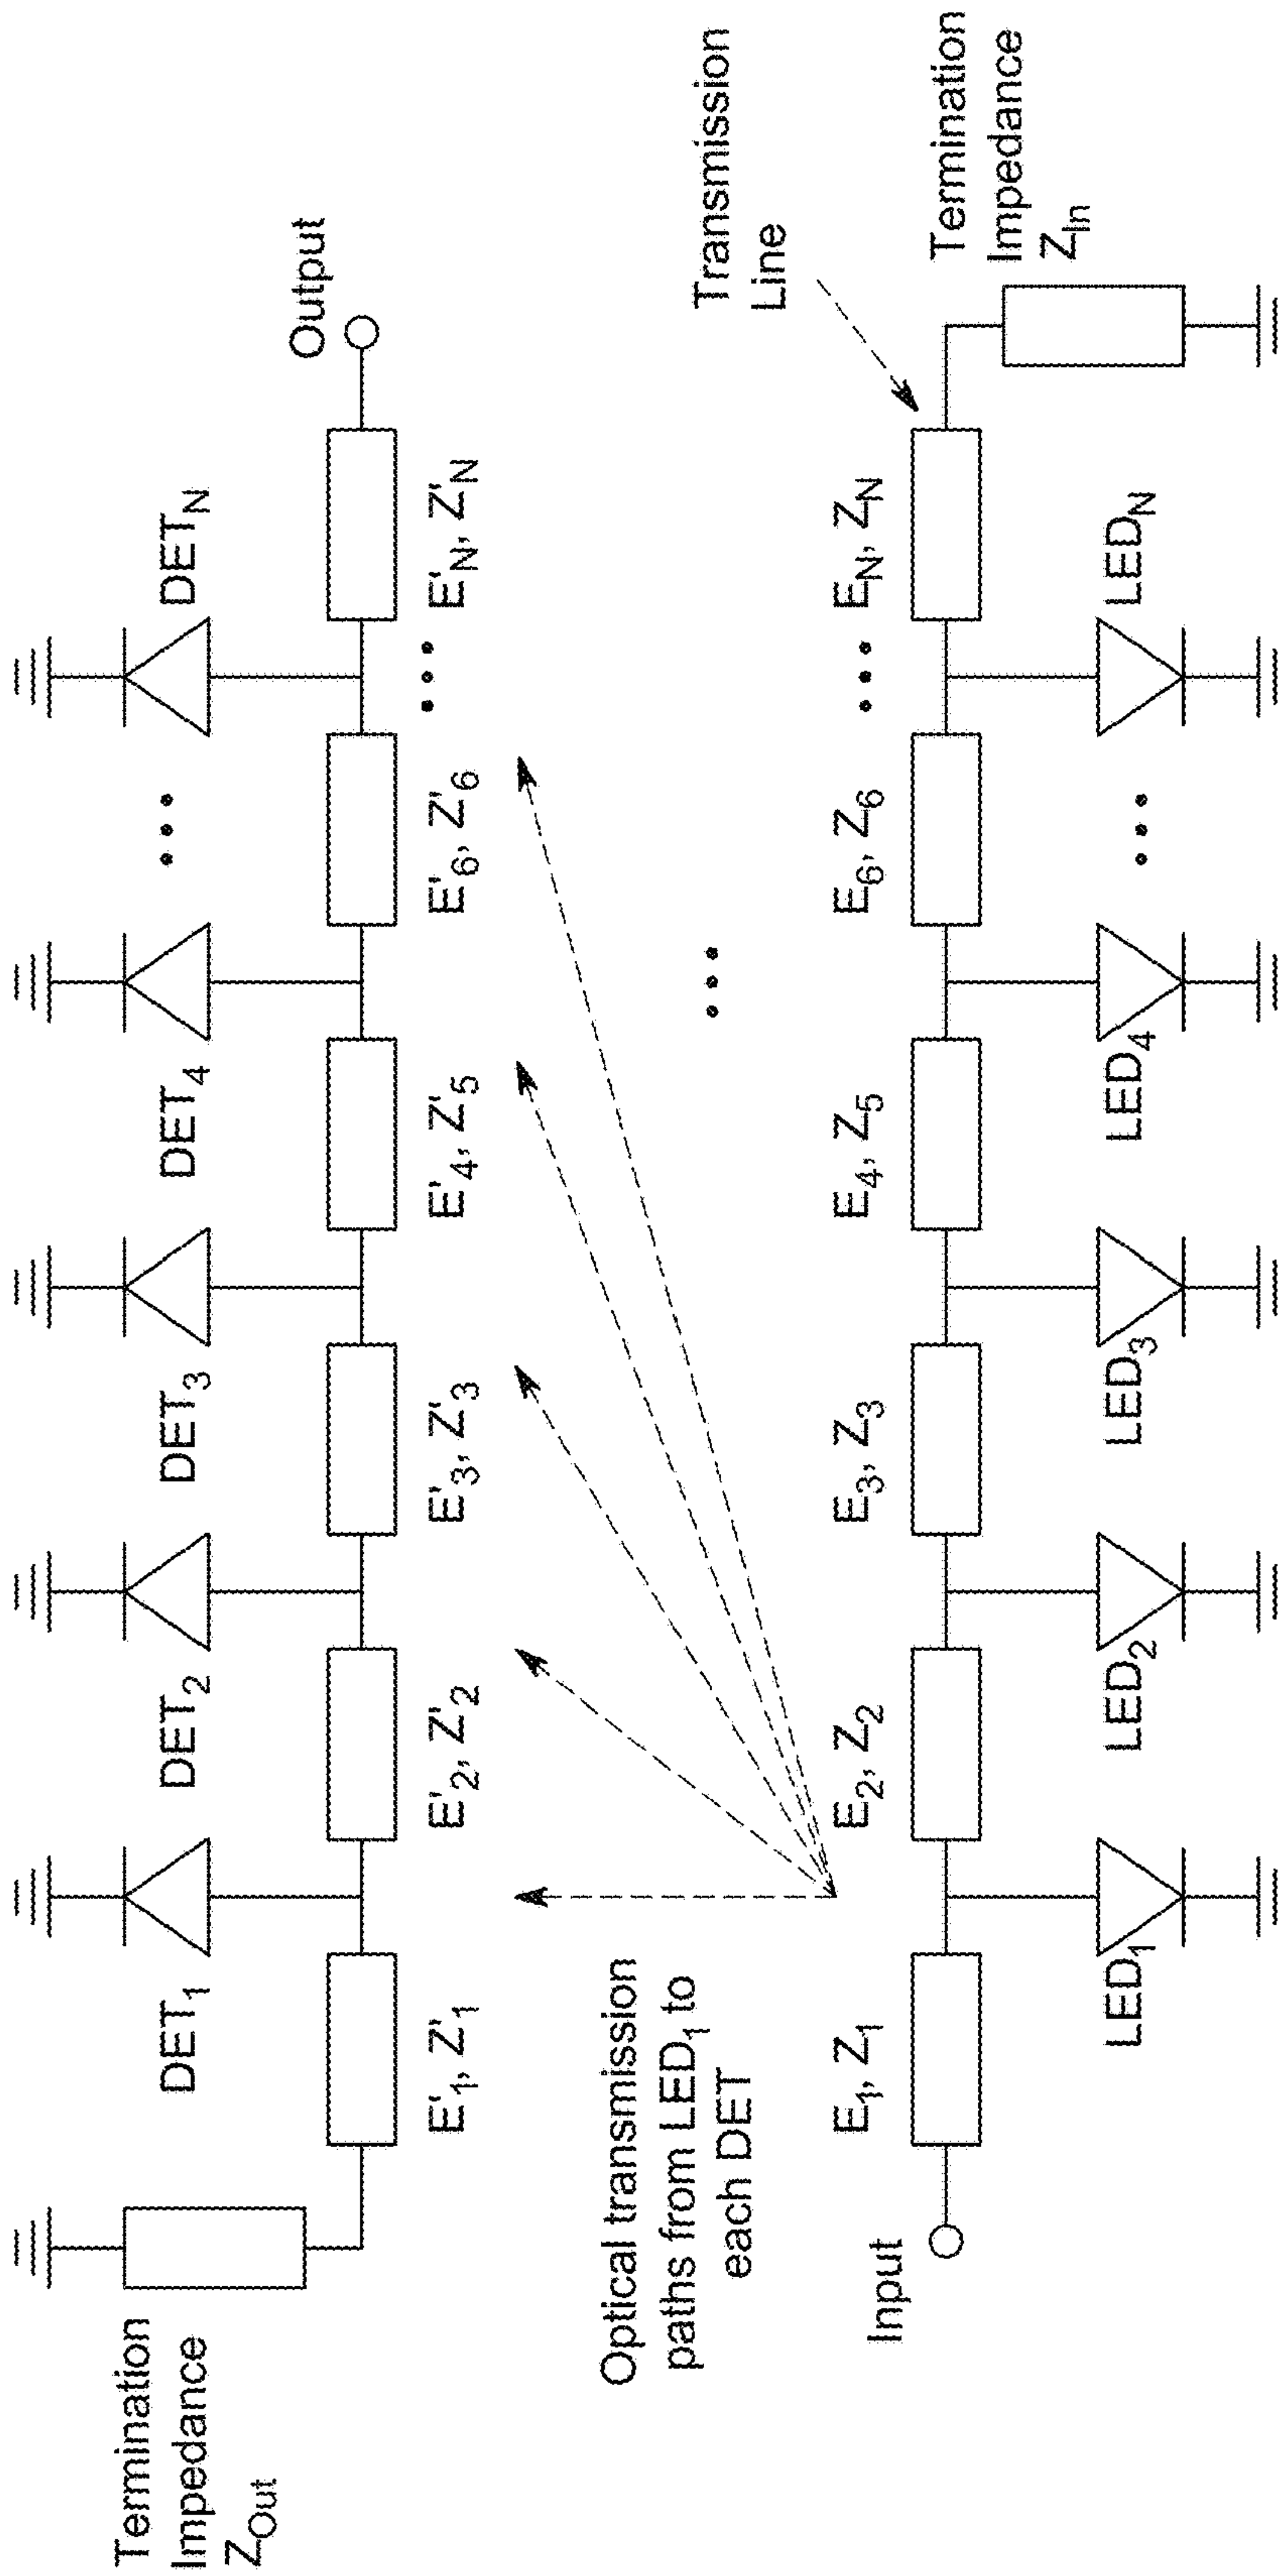 Termination
Impedance
Z_Out
DET_1
DET_2
DET_3
DET_4
DET_N
Output
E'_1, Z'_1
E'_2, Z'_2
E'_3, Z'_3
E'_4, Z'_5
E'_6, Z'_6
E'_N, Z'_N
Optical transmission
paths from LED_1 to
each DET
Transmission
Line
Input
E_1, Z_1
E_2, Z_2
E_3, Z_3
E_4, Z_5
E_6, Z_6
E_N, Z_N
Termination
Impedance
Z_In
LED_1
LED_2
LED_3
LED_4
LED_N